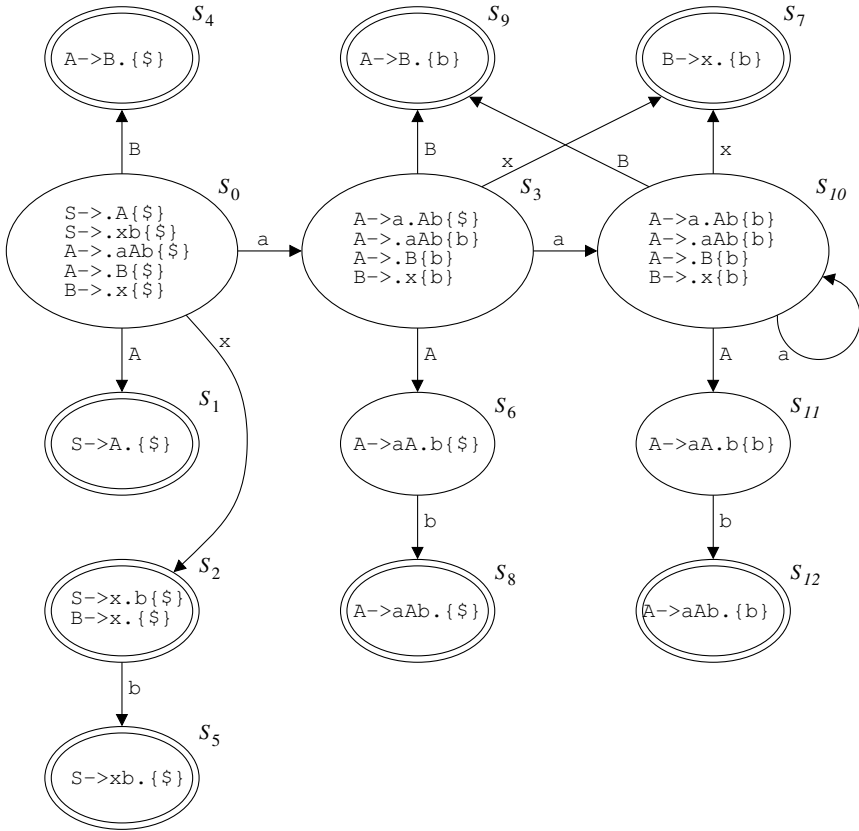 S4
A->B.{$}
S9
A->B.{b}
S7
B->x.{b}
B
B
x
B
x
S0
S->.A{$}
S->.xb{$}
A->.aAb{$}
A->.B{$}
B->.x{$}
a
S3
A->a.Ab{$}
A->.aAb{b}
A->.B{b}
B->.x{b}
a
S10
A->a.Ab{b}
A->.aAb{b}
A->.B{b}
B->.x{b}
a
x
A
A
A
S1
S->A.{$}
S6
A->aA.b{$}
S11
A->aA.b{b}
b
b
S2
S->x.b{$}
B->x.{$}
S8
A->aAb.{$}
S12
A->aAb.{b}
b
S5
S->xb.{$}